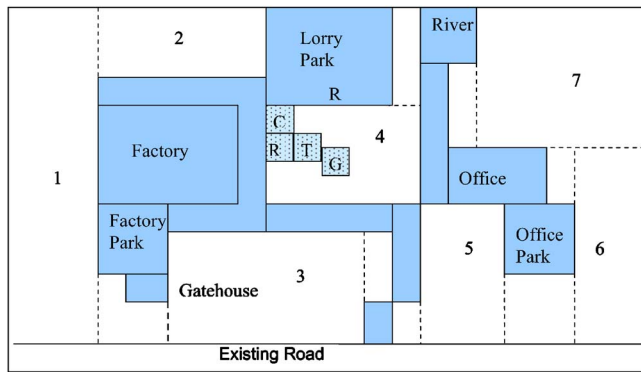 2
Lorry
Park
R
River
7
C
R
T
G
4
Factory
1
Office
Factory
Park
Gatehouse
3
5
Office
Park
6
Existing Road